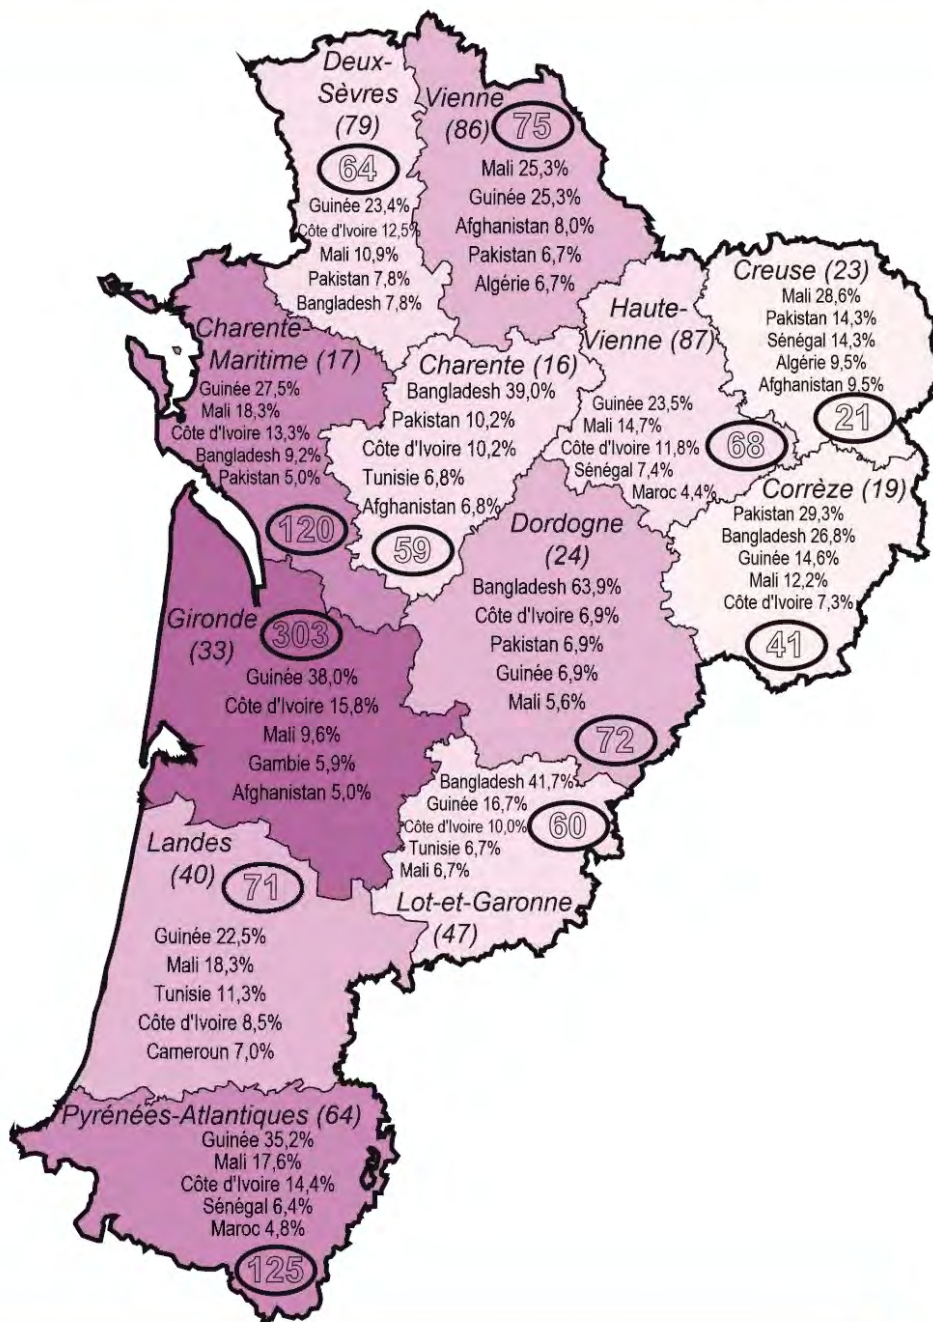 Deux-
Sèvres
(79)
64
Guinée 23,4%
Côte d'Ivoire 12,5%
Mali 10,9%
Pakistan 7,8%
Bangladesh 7,8%
Vienne
(86)
75
Mali 25,3%
Guinée 25,3%
Afghanistan 8,0%
Pakistan 6,7%
Algérie 6,7%
Creuse (23)
Mali 28,6%
Pakistan 14,3%
Sénégal 14,3%
Algérie 9,5%
Afghanistan 9,5%
21
Haute-
Vienne (87)
Guinée 23,5%
Mali 14,7%
Côte d'Ivoire 11,8%
Sénégal 7,4%
Maroc 4,4%
68
Charente-
Maritime (17)
Guinée 27,5%
Mali 18,3%
Côte d'Ivoire 13,3%
Bangladesh 9,2%
Pakistan 5,0%
120
Charente (16)
Bangladesh 39,0%
Pakistan 10,2%
Côte d'Ivoire 10,2%
Tunisie 6,8%
Afghanistan 6,8%
59
Corrèze (19)
Pakistan 29,3%
Bangladesh 26,8%
Guinée 14,6%
Mali 12,2%
Côte d'Ivoire 7,3%
41
Dordogne
(24)
Bangladesh 63,9%
Côte d'Ivoire 6,9%
Pakistan 6,9%
Guinée 6,9%
Mali 5,6%
72
Gironde
(33)
303
Guinée 38,0%
Côte d'Ivoire 15,8%
Mali 9,6%
Gambie 5,9%
Afghanistan 5,0%
Bangladesh 41,7%
Guinée 16,7%
Côte d'Ivoire 10,0%
Tunisie 6,7%
Mali 6,7%
60
Lot-et-Garonne
(47)
Landes
(40)
71
Guinée 22,5%
Mali 18,3%
Tunisie 11,3%
Côte d'Ivoire 8,5%
Cameroun 7,0%
Pyrénées-Atlantiques (64)
Guinée 35,2%
Mali 17,6%
Côte d'Ivoire 14,4%
Sénégal 6,4%
Maroc 4,8%
125